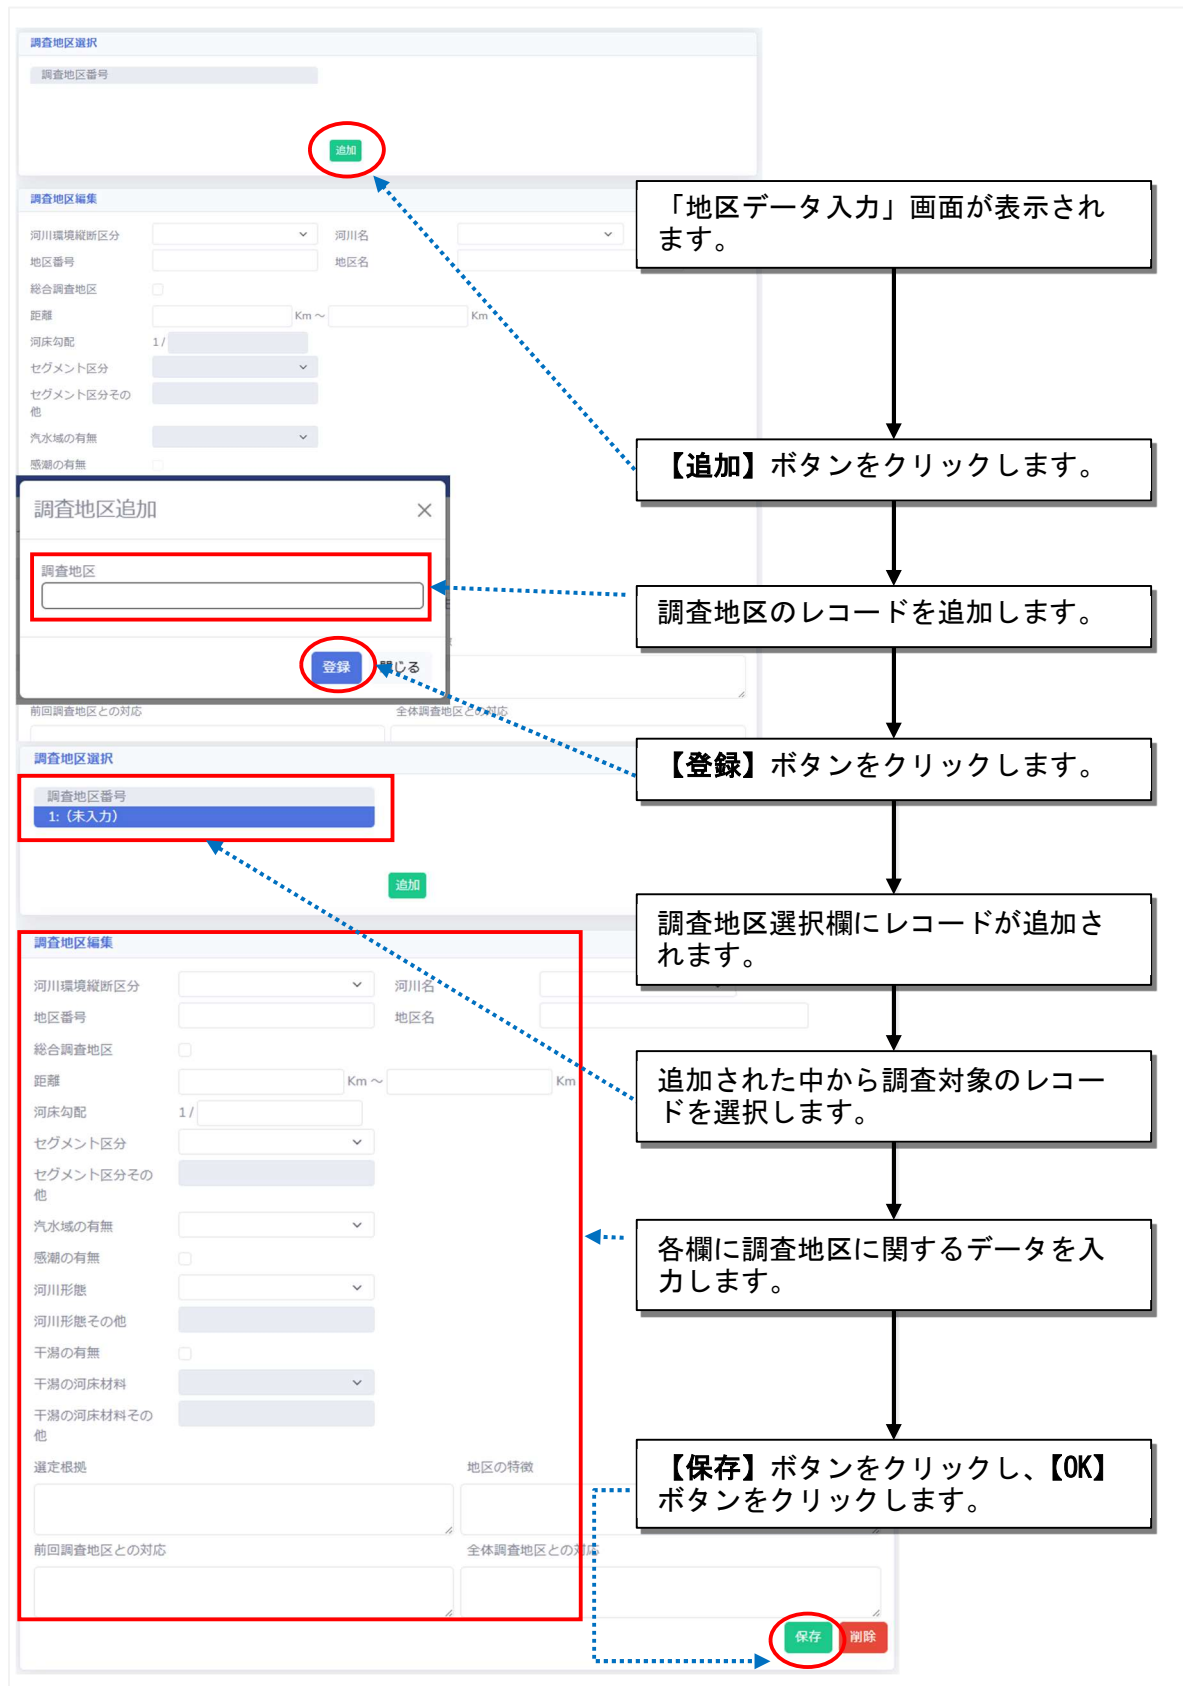 調査地区選択
調査地区番号
追加
調査地区編集
河川環境縦断区分
河川名
地区番号
地区名
総合調査地区
距離
Km ～
Km
河床勾配
1 /
セグメント区分
セグメント区分その
他
汽水域の有無
感潮の有無
調査地区追加
×
調査地区
登録
閉じる
前回調査地区との対応
全体調査地区との対応
調査地区選択
調査地区番号
1:（未入力）
追加
調査地区編集
河川環境縦断区分
河川名
地区番号
地区名
総合調査地区
距離
Km ～
Km
河床勾配
1 /
セグメント区分
セグメント区分その
他
汽水域の有無
感潮の有無
河川形態
河川形態その他
干潟の有無
干潟の河床材料
干潟の河床材料その
他
選定根拠
地区の特徴
前回調査地区との対応
全体調査地区との対応
保存
削除
「地区データ入力」画面が表示され
ます。
【追加】ボタンをクリックします。
調査地区のレコードを追加します。
【登録】ボタンをクリックします。
調査地区選択欄にレコードが追加さ
れます。
追加された中から調査対象のレコー
ドを選択します。
各欄に調査地区に関するデータを入
力します。
【保存】ボタンをクリックし、【OK】
ボタンをクリックします。